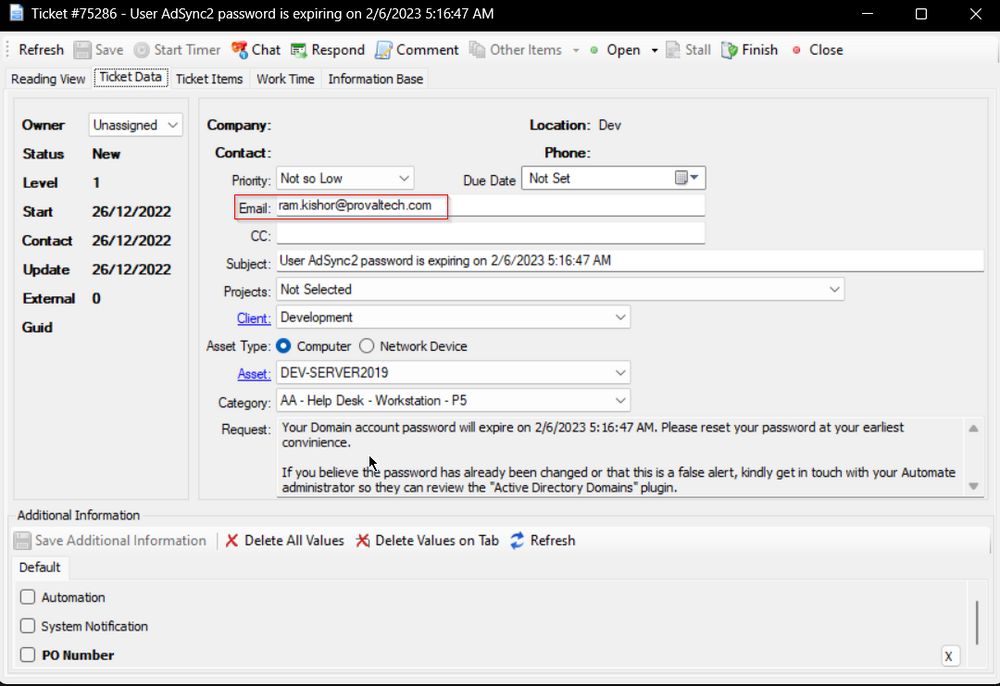 Ticket #75286 - User AdSync2 password is expiring on 2/6/2023 5:16:47 AM
Refresh Save Start Timer Chat Respond Comment Other Items Open Stall Finish Close
Reading View Ticket Data Ticket Items Work Time Information Base
Owner Unassigned
Status New
Level 1
Start 26/12/2022
Contact 26/12/2022
Update 26/12/2022
External 0
Guid
Company: Location: Dev
Contact: Phone:
Priority: Not so Low Due Date Not Set
Email: ram.kishor@provaltech.com
CC:
Subject: User AdSync2 password is expiring on 2/6/2023 5:16:47 AM
Projects: Not Selected
Client: Development
Asset Type: Computer Network Device
Asset: DEV-SERVER2019
Category: AA - Help Desk - Workstation - P5
Request: Your Domain account password will expire on 2/6/2023 5:16:47 AM. Please reset your password at your earliest
convinience.
If you believe the password has already been changed or that this is a false alert, kindly get in touch with your Automate
administrator so they can review the "Active Directory Domains" plugin.
Additional Information
Save Additional Information Delete All Values Delete Values on Tab Refresh
Default
Automation
System Notification
PO Number X